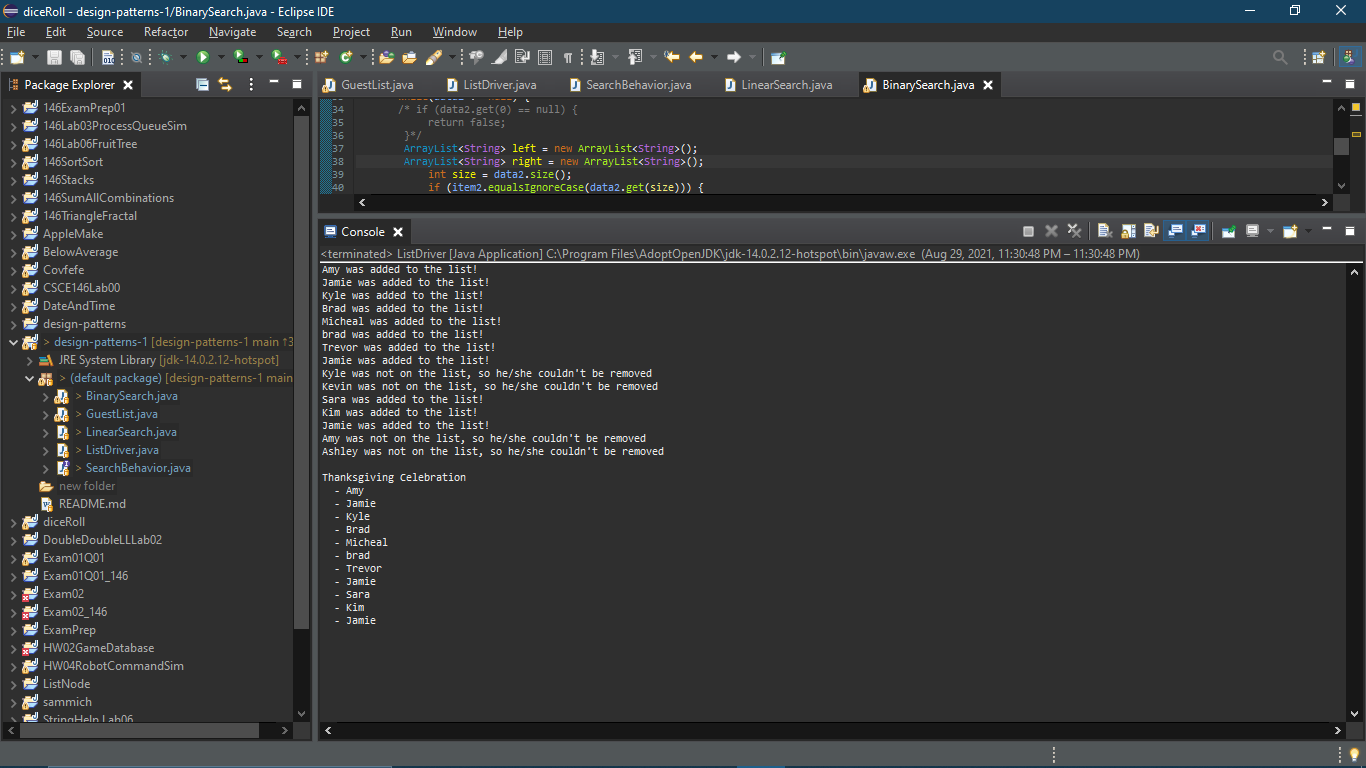 diceRoll - design-patterns-1/BinarySearch.java - Eclipse IDE
File Edit Source Refactor Navigate Search Project Run Window Help
Package Explorer
146ExamPrep01
146Lab03ProcessQueueSim
146Lab06FruitTree
146SortSort
146Stacks
146SumAllCombinations
146TriangleFractal
AppleMake
BelowAverage
Covfefe
CSCE146Lab00
DateAndTime
design-patterns
> design-patterns-1 [design-patterns-1 main ↑3
JRE System Library [jdk-14.0.2.12-hotspot]
> (default package) [design-patterns-1 main
> BinarySearch.java
> GuestList.java
> LinearSearch.java
> ListDriver.java
> SearchBehavior.java
new folder
README.md
diceRoll
DoubleDoubleLLLab02
Exam01Q01
Exam01Q01_146
Exam02
Exam02_146
ExamPrep
HW02GameDatabase
HW04RobotCommandSim
ListNode
sammich
StringHelp Lab06
GuestList.java ListDriver.java SearchBehavior.java LinearSearch.java BinarySearch.java
34 /* if (data2.get(0) == null) {
35 return false;
36 }*/
37 ArrayList<String> left = new ArrayList<String>();
38 ArrayList<String> right = new ArrayList<String>();
39 int size = data2.size();
40 if (item2.equalsIgnoreCase(data2.get(size))) {
Console
<terminated> ListDriver [Java Application] C:\Program Files\AdoptOpenJDK\jdk-14.0.2.12-hotspot\bin\javaw.exe (Aug 29, 2021, 11:30:48 PM – 11:30:48 PM)
Amy was added to the list!
Jamie was added to the list!
Kyle was added to the list!
Brad was added to the list!
Micheal was added to the list!
brad was added to the list!
Trevor was added to the list!
Jamie was added to the list!
Kyle was not on the list, so he/she couldn't be removed
Kevin was not on the list, so he/she couldn't be removed
Sara was added to the list!
Kim was added to the list!
Jamie was added to the list!
Amy was not on the list, so he/she couldn't be removed
Ashley was not on the list, so he/she couldn't be removed
Thanksgiving Celebration
- Amy
- Jamie
- Kyle
- Brad
- Micheal
- brad
- Trevor
- Jamie
- Sara
- Kim
- Jamie